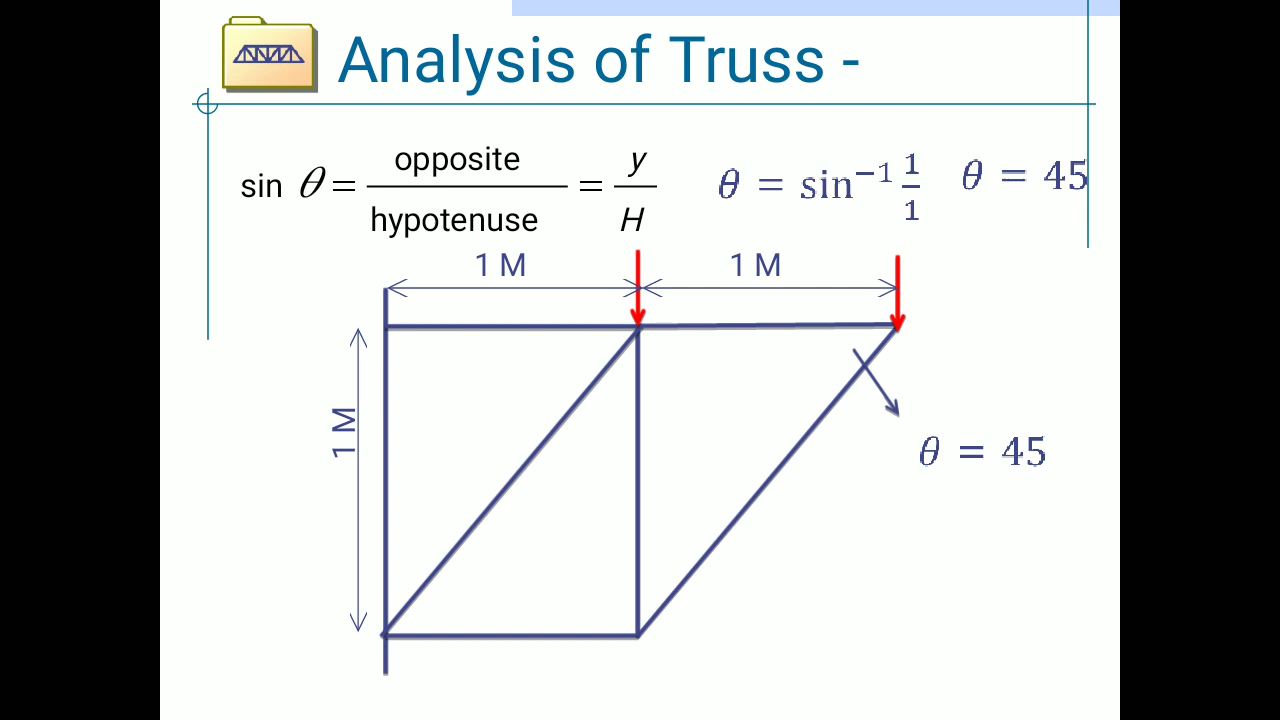 Analysis of Truss -
sin θ = opposite / hypotenuse = y / H
θ = sin⁻¹ 1/1
θ = 45
1 M
1 M
1 M
θ = 45